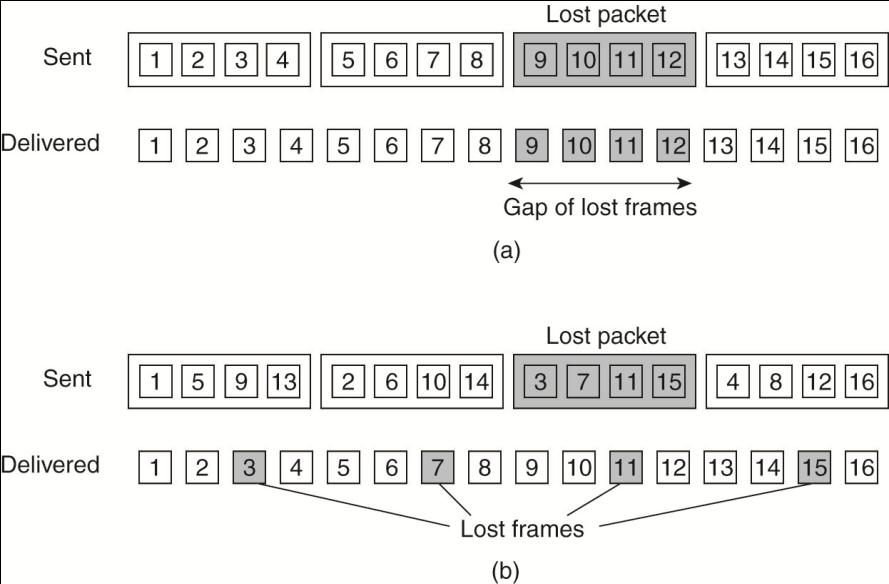 Lost packet
Sent 1 2 3 4 5 6 7 8 9 10 11 12 13 14 15 16
Delivered 1 2 3 4 5 6 7 8 9 10 11 12 13 14 15 16
Gap of lost frames
(a)
Lost packet
Sent 1 5 9 13 2 6 10 14 3 7 11 15 4 8 12 16
Delivered 1 2 3 4 5 6 7 8 9 10 11 12 13 14 15 16
Lost frames
(b)